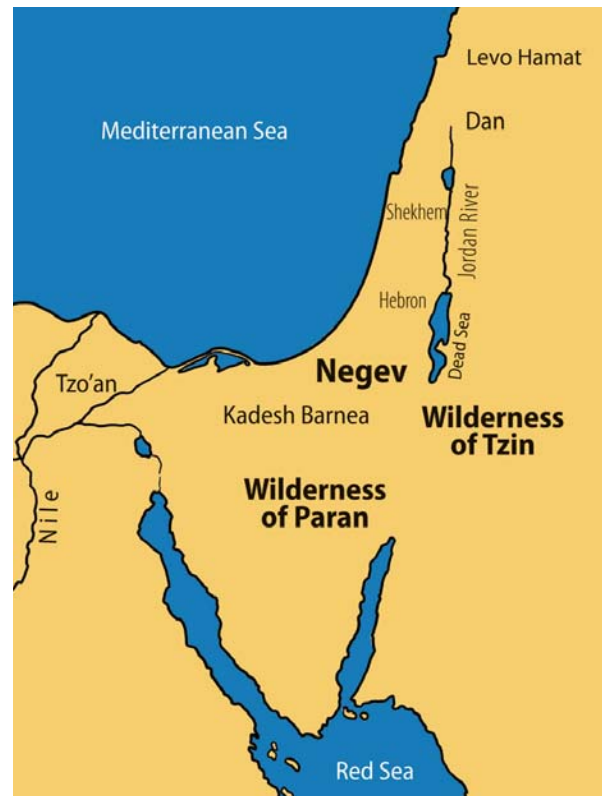 Levo Hamat
Mediterranean Sea
Dan
Shekhem
Jordan River
Hebron
Dead Sea
Negev
Tzo'an
Kadesh Barnea
Wilderness
of Tzin
Wilderness
of Paran
Nile
Red Sea